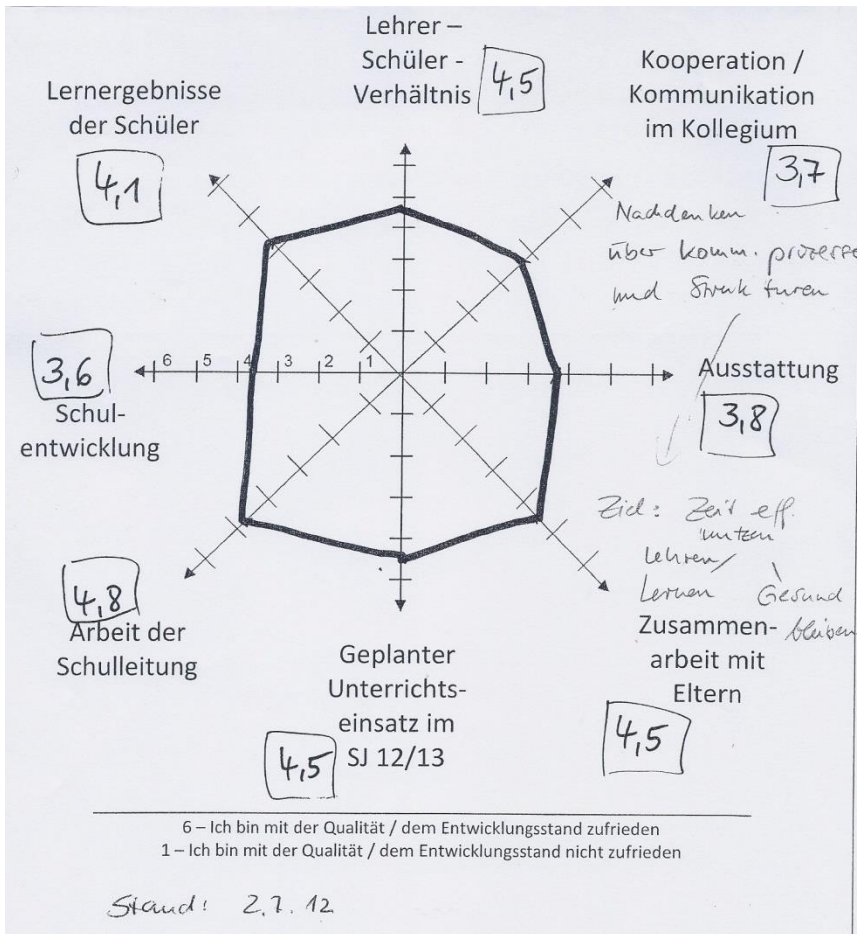 Lehrer –
Schüler -
Verhältnis
4,5
Kooperation /
Kommunikation
im Kollegium
3,7
Lernergebnisse
der Schüler
4,1
Nachdenken
über komm. prozesse
und Strukturen
3,6
Schul-
entwicklung
6 5 4 3 2 1
Ausstattung
3,8
Ziel: Zeit eff.
nutzen
Lehren/
Lernen
Gesund
bleiben
4,8
Arbeit der
Schulleitung
Geplanter
Unterrichts-
einsatz im
SJ 12/13
4,5
Zusammen-
arbeit mit
Eltern
4,5
6 – Ich bin mit der Qualität / dem Entwicklungsstand zufrieden
1 – Ich bin mit der Qualität / dem Entwicklungsstand nicht zufrieden
Stand: 2.7.12